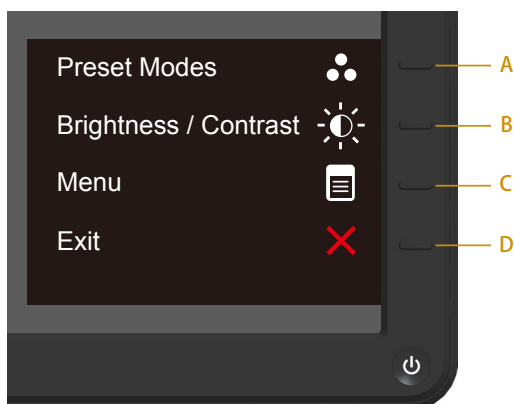 Preset Modes
A
Brightness / Contrast
B
Menu
C
Exit
D